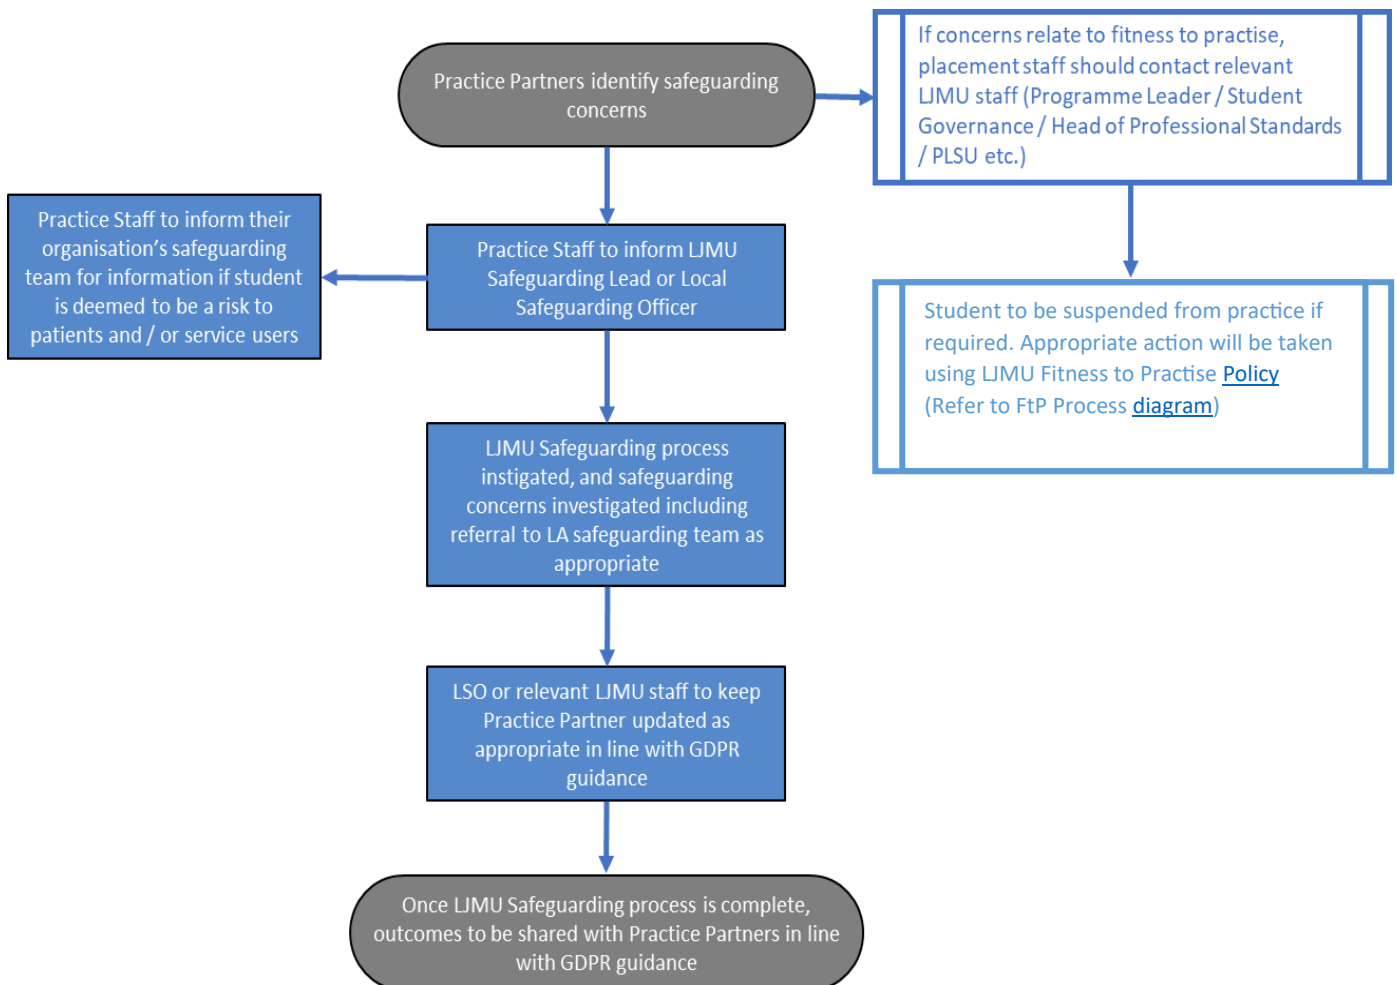 Practice Partners identify safeguarding
concerns
If concerns relate to fitness to practise,
placement staff should contact relevant
LJMU staff (Programme Leader / Student
Governance / Head of Professional Standards
/ PLSU etc.)
Practice Staff to inform their
organisation’s safeguarding
team for information if student
is deemed to be a risk to
patients and / or service users
Practice Staff to inform LJMU
Safeguarding Lead or Local
Safeguarding Officer
Student to be suspended from practice if
required. Appropriate action will be taken
using LJMU Fitness to Practise Policy
(Refer to FtP Process diagram)
LJMU Safeguarding process
instigated, and safeguarding
concerns investigated including
referral to LA safeguarding team as
appropriate
LSO or relevant LJMU staff to keep
Practice Partner updated as
appropriate in line with GDPR
guidance
Once LJMU Safeguarding process is complete,
outcomes to be shared with Practice Partners in line
with GDPR guidance